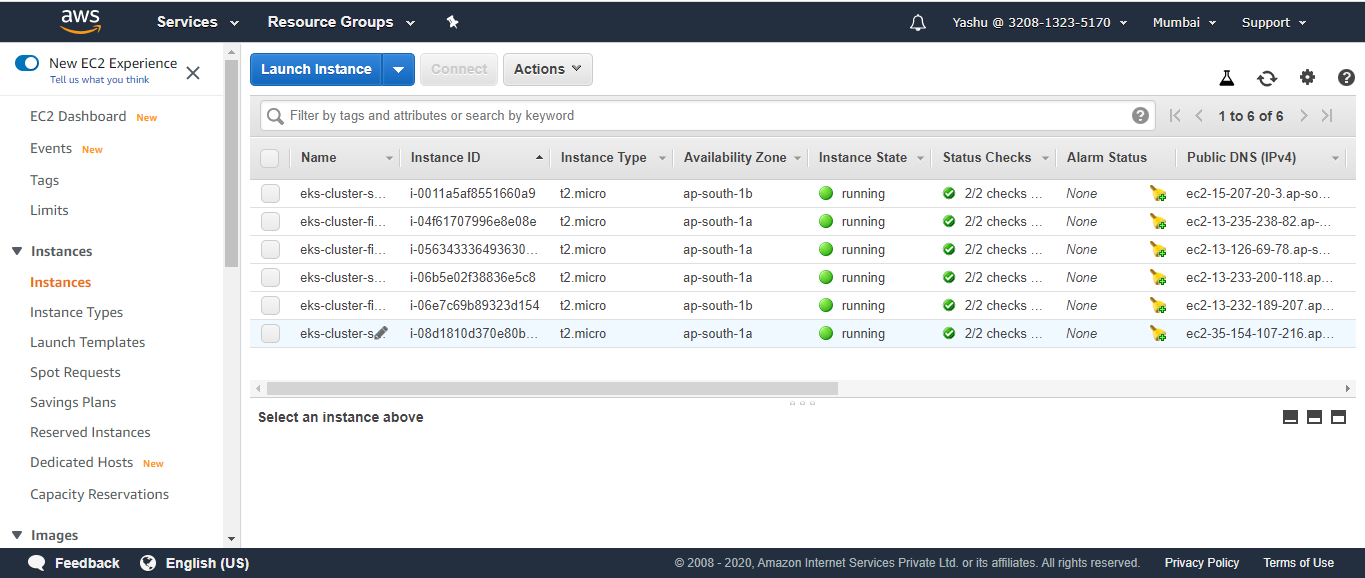 aws Services Resource Groups Yashu @ 3208-1323-5170 Mumbai Support
New EC2 Experience
Tell us what you think
Launch Instance Connect Actions
Filter by tags and attributes or search by keyword 1 to 6 of 6
EC2 Dashboard New
Events New
Tags
Limits
Instances
Instances
Instance Types
Launch Templates
Spot Requests
Savings Plans
Reserved Instances
Dedicated Hosts New
Capacity Reservations
Images
Name Instance ID Instance Type Availability Zone Instance State Status Checks Alarm Status Public DNS (IPv4)
eks-cluster-s... i-0011a5af8551660a9 t2.micro ap-south-1b running 2/2 checks ... None ec2-15-207-20-3.ap-so...
eks-cluster-fi... i-04f61707996e8e08e t2.micro ap-south-1a running 2/2 checks ... None ec2-13-235-238-82.ap-...
eks-cluster-fi... i-056343336493630... t2.micro ap-south-1a running 2/2 checks ... None ec2-13-126-69-78.ap-s...
eks-cluster-s... i-06b5e02f38836e5c8 t2.micro ap-south-1a running 2/2 checks ... None ec2-13-233-200-118.ap...
eks-cluster-fi... i-06e7c69b89323d154 t2.micro ap-south-1b running 2/2 checks ... None ec2-13-232-189-207.ap...
eks-cluster-s i-08d1810d370e80b... t2.micro ap-south-1a running 2/2 checks ... None ec2-35-154-107-216.ap...
Select an instance above
Feedback English (US) © 2008 - 2020, Amazon Internet Services Private Ltd. or its affiliates. All rights reserved. Privacy Policy Terms of Use